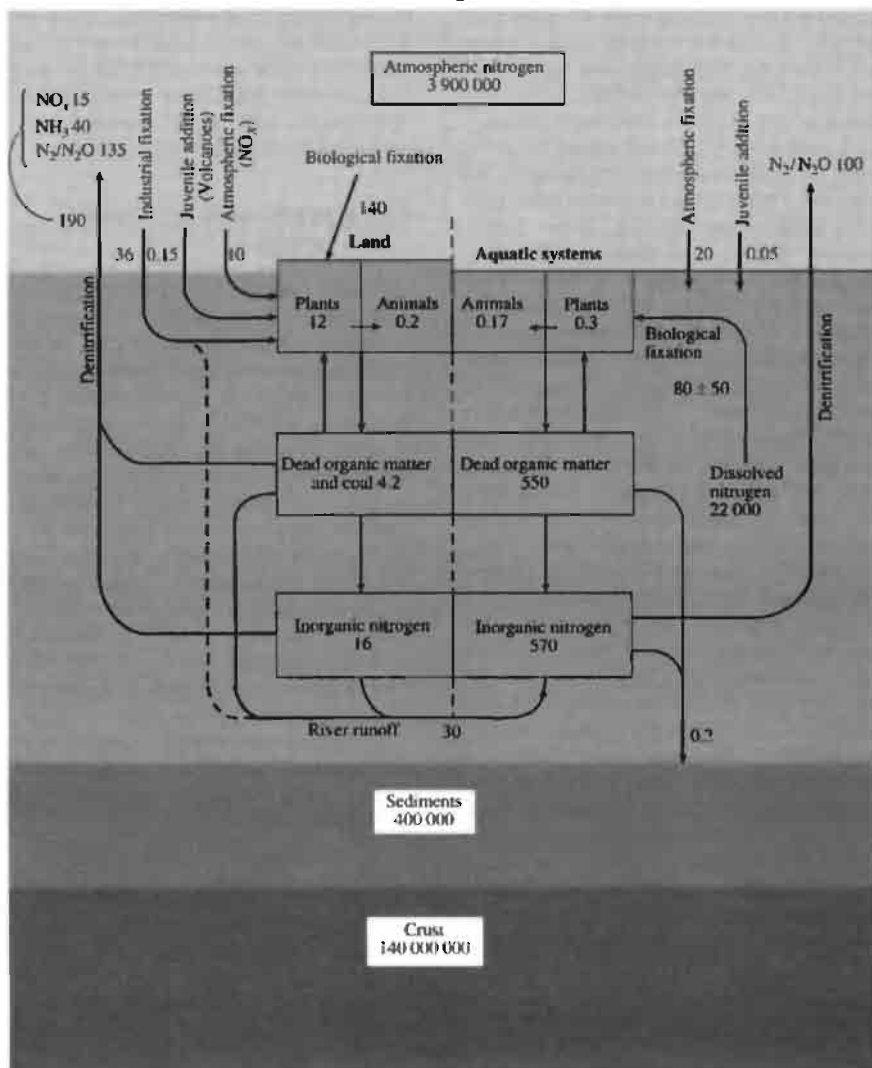 Atmospheric nitrogen
3 900 000
NOx 15
NH3 40
N2/N2O 135
190
Industrial fixation
Juvenile addition
(Volcanoes)
Atmospheric fixation
(NOX)
Biological fixation
140
Atmospheric fixation
Juvenile addition
N2/N2O 100
36
0.15
10
Land
Aquatic systems
20
0.05
Plants
12
Animals
0.2
Animals
0.17
Plants
0.3
Biological
fixation
80 ± 50
Denitrification
Denitrification
Dead organic matter
and coal 4.2
Dead organic matter
550
Dissolved
nitrogen
22 000
Inorganic nitrogen
16
Inorganic nitrogen
570
River runoff
30
Sediments
400 000
Crust
140 000 000